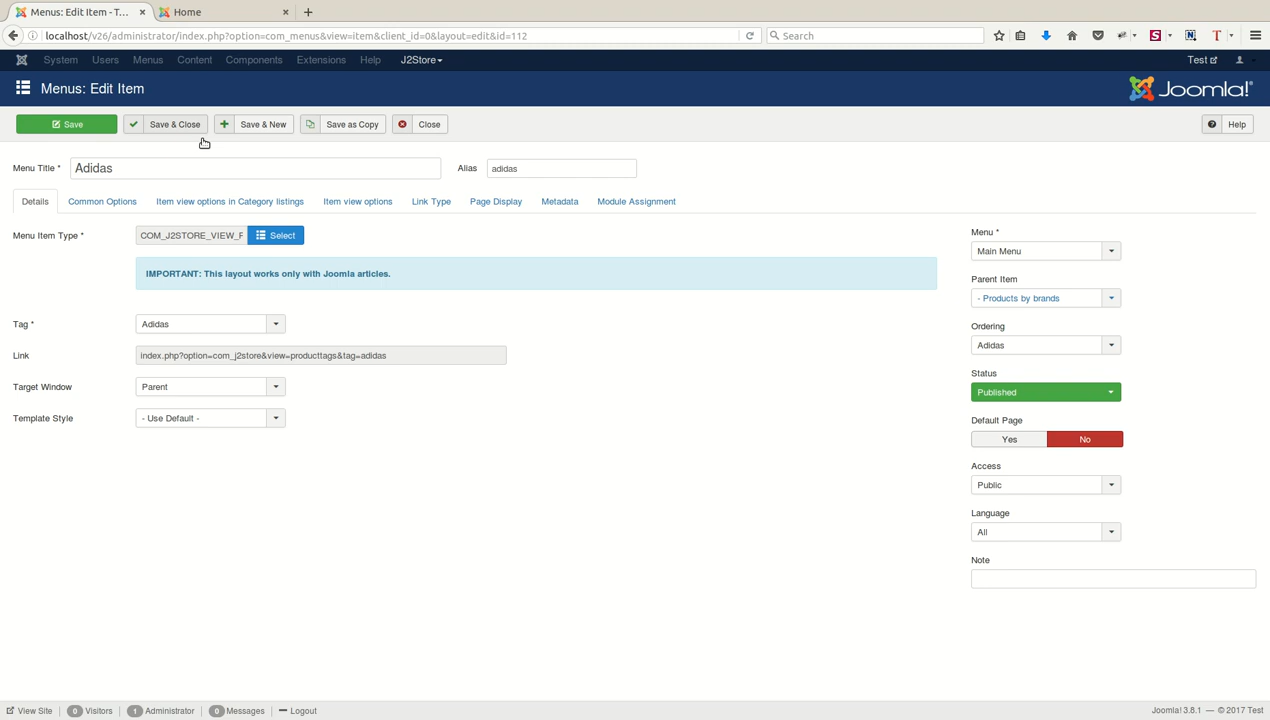 Menus: Edit Item - T... × Home × +
localhost/v26/administrator/index.php?option=com_menus&view=item&client_id=0&layout=edit&id=112 Search
System Users Menus Content Components Extensions Help J2Store Test
Menus: Edit Item Joomla!®
Save Save & Close Save & New Save as Copy Close Help
Menu Title * Adidas Alias adidas
Details Common Options Item view options in Category listings Item view options Link Type Page Display Metadata Module Assignment
Menu Item Type * COM_J2STORE_VIEW_F Select
IMPORTANT: This layout works only with Joomla articles.
Tag * Adidas
Link index.php?option=com_j2store&view=producttags&tag=adidas
Target Window Parent
Template Style - Use Default -
Menu *
Main Menu
Parent Item
- Products by brands
Ordering
Adidas
Status
Published
Default Page
Yes No
Access
Public
Language
All
Note
View Site 0 Visitors 1 Administrator 0 Messages Logout Joomla! 3.8.1 — © 2017 Test